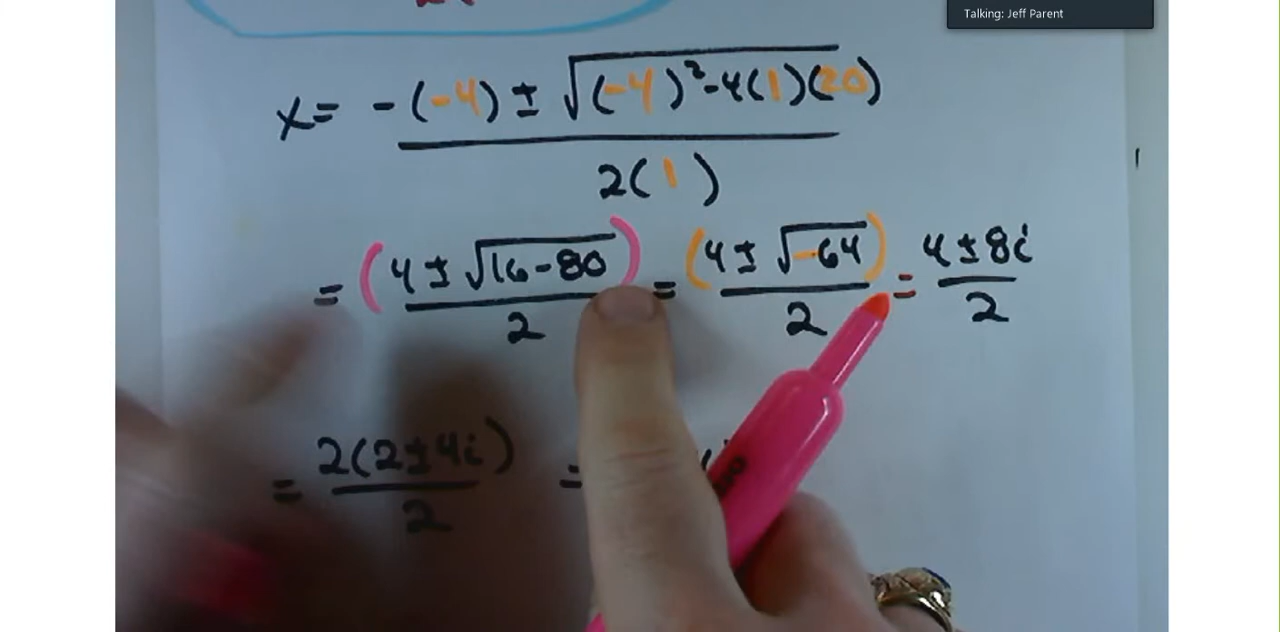 Talking: Jeff Parent
x= -(-4) ± √(-4)²-4(1)(20)
2(1)
= (4 ± √16-80) = (4 ± √-64) = 4 ± 8i
2 2 2
= 2(2±4i) =
2